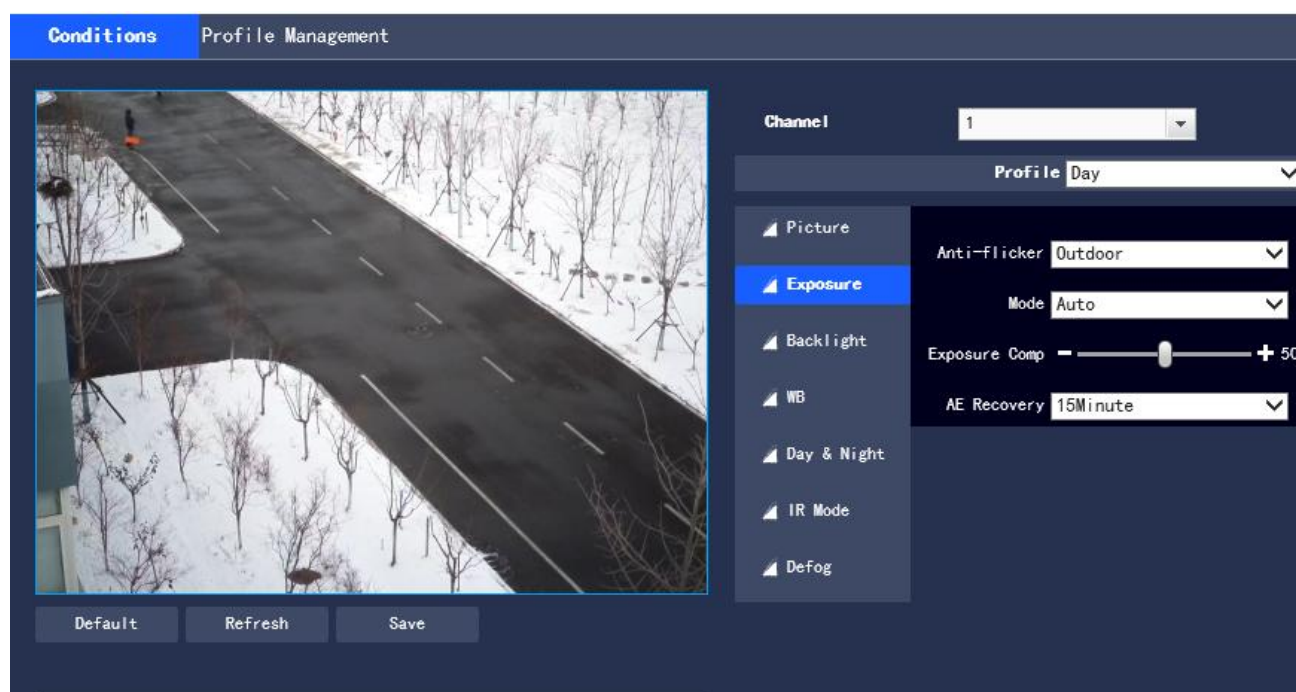 Conditions Profile Management
Channel 1
Profile Day
Picture
Exposure
Backlight
WB
Day & Night
IR Mode
Defog
Anti-flicker Outdoor
Mode Auto
Exposure Comp 50
AE Recovery 15Minute
Default Refresh Save